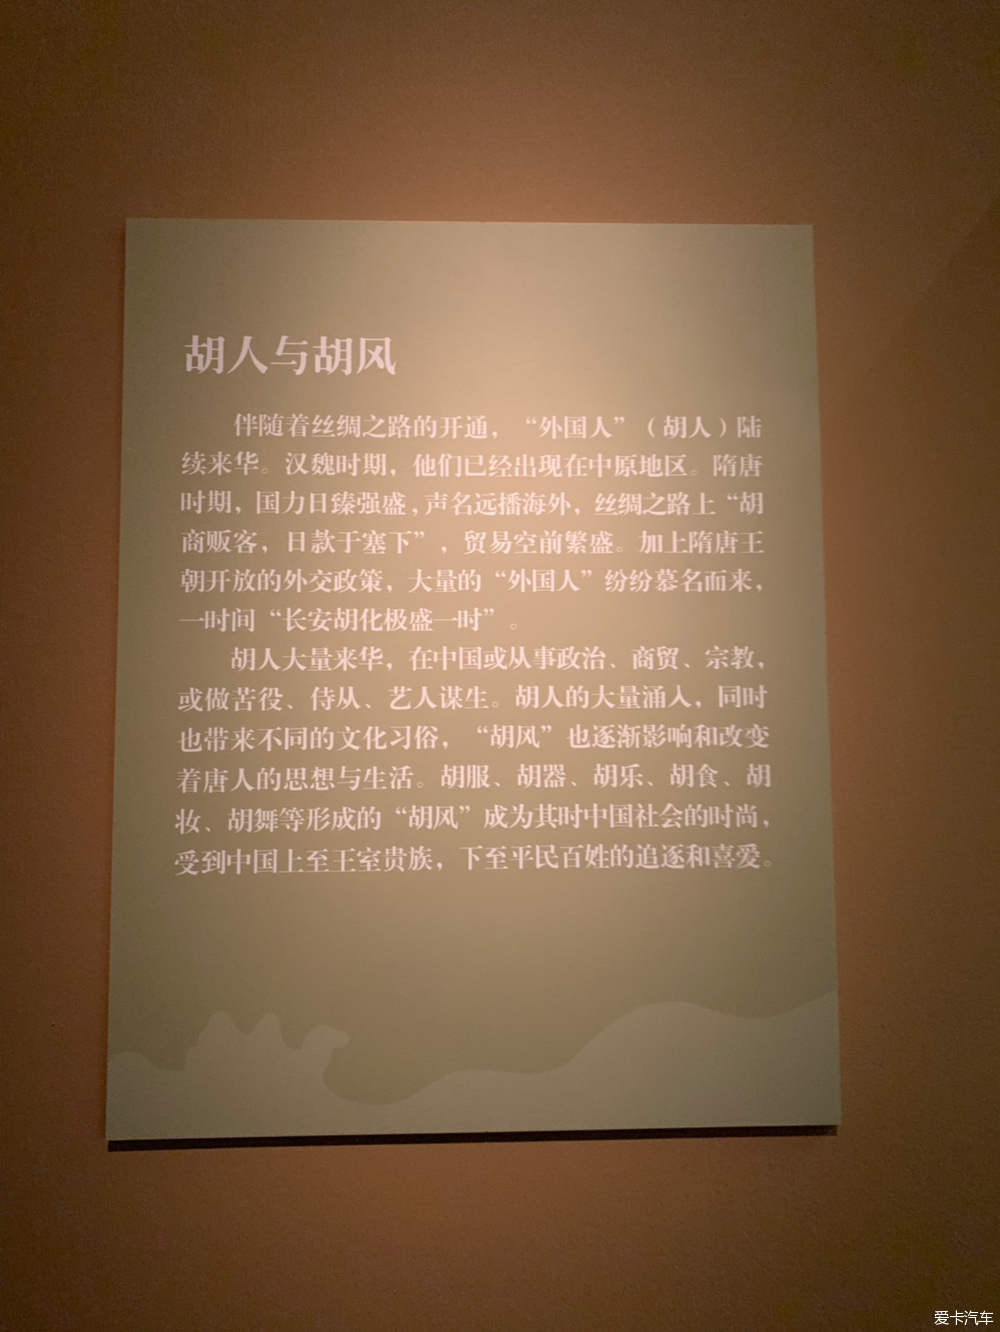 胡人与胡风
伴随着丝绸之路的开通，“外国人”（胡人）陆
续来华。汉魏时期，他们已经出现在中原地区。隋唐
时期，国力日臻强盛，声名远播海外，丝绸之路上“胡
商贩客，日款于塞下”，贸易空前繁盛。加上隋唐王
朝开放的外交政策，大量的“外国人”纷纷慕名而来，
一时间“长安胡化极盛一时”。
胡人大量来华，在中国或从事政治、商贸、宗教，
或做苦役、侍从、艺人谋生。胡人的大量涌入，同时
也带来不同的文化习俗，“胡风”也逐渐影响和改变
着唐人的思想与生活。胡服、胡器、胡乐、胡食、胡
妆、胡舞等形成的“胡风”成为其时中国社会的时尚，
受到中国上至王室贵族，下至平民百姓的追逐和喜爱。
爱卡汽车